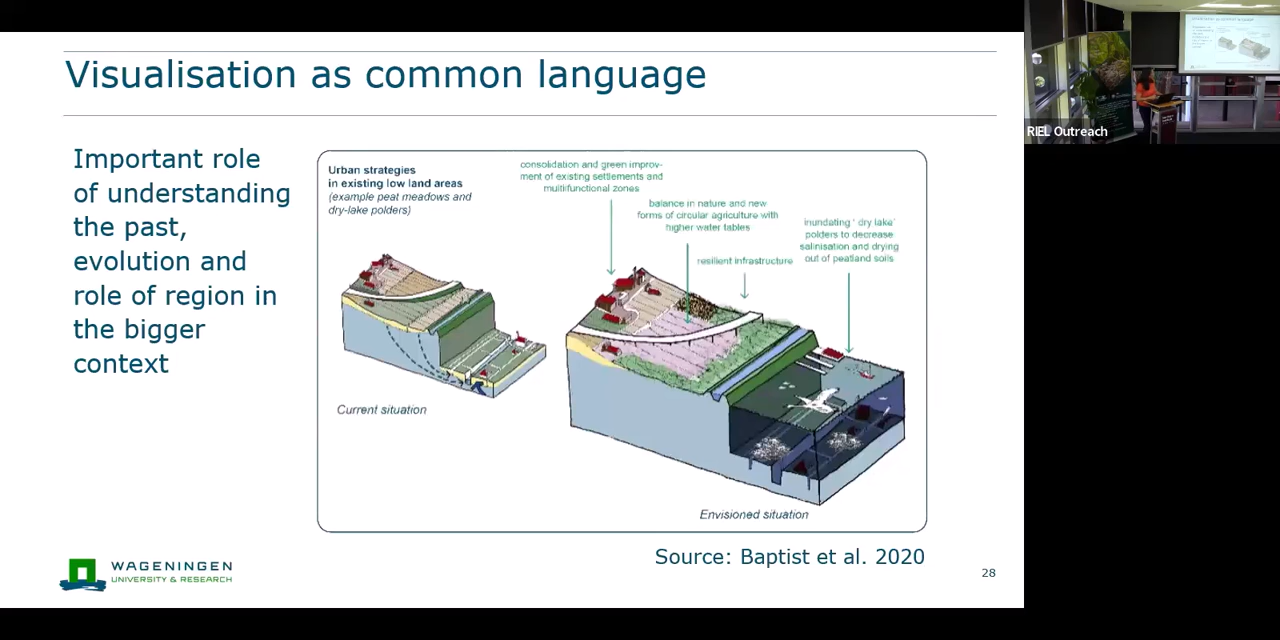 Visualisation as common language
Important role
of understanding
the past,
evolution and
role of region in
the bigger
context
Urban strategies
in existing low land areas
(example peat meadows and
dry-lake polders)
consolidation and green improv-
ment of existing settlements and
multifunctional zones
balance in nature and new
forms of circular agriculture with
higher water tables
resilient infrastructure
inundating ' dry lake'
polders to decrease
salinisation and drying
out of peatland soils
Current situation
Envisioned situation
Source: Baptist et al. 2020
WAGENINGEN
UNIVERSITY & RESEARCH
28
RIEL Outreach